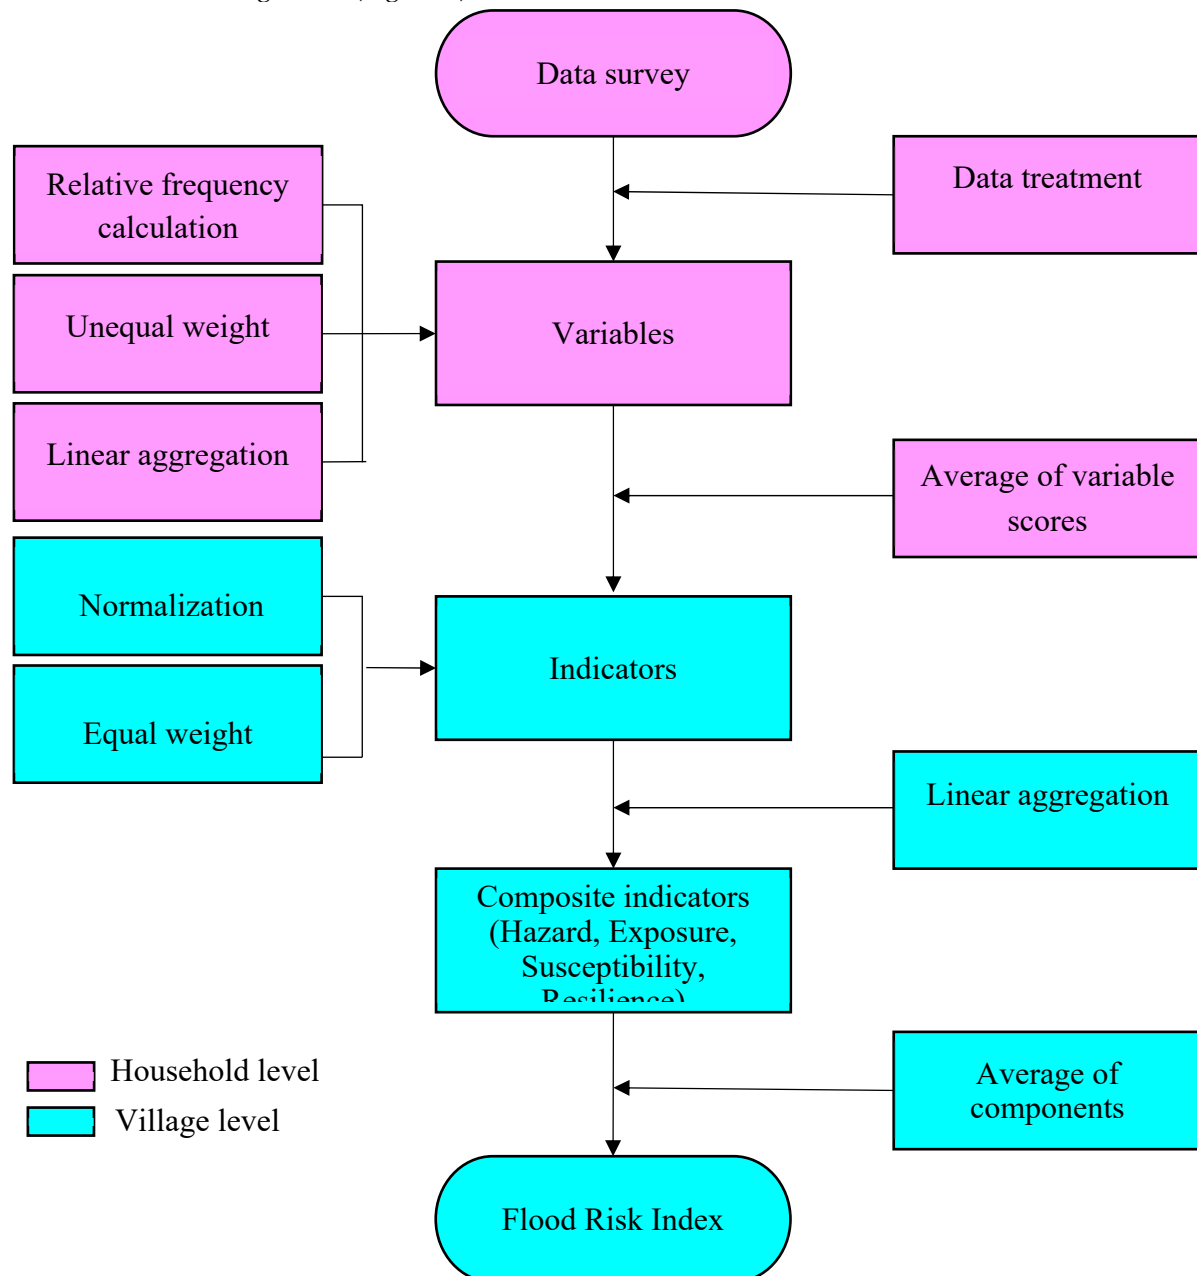 Data survey
Relative frequency
calculation
Data treatment
Unequal weight
Variables
Linear aggregation
Average of variable
scores
Normalization
Indicators
Equal weight
Linear aggregation
Composite indicators
(Hazard, Exposure,
Susceptibility,
Resilience)
Household level
Village level
Average of
components
Flood Risk Index